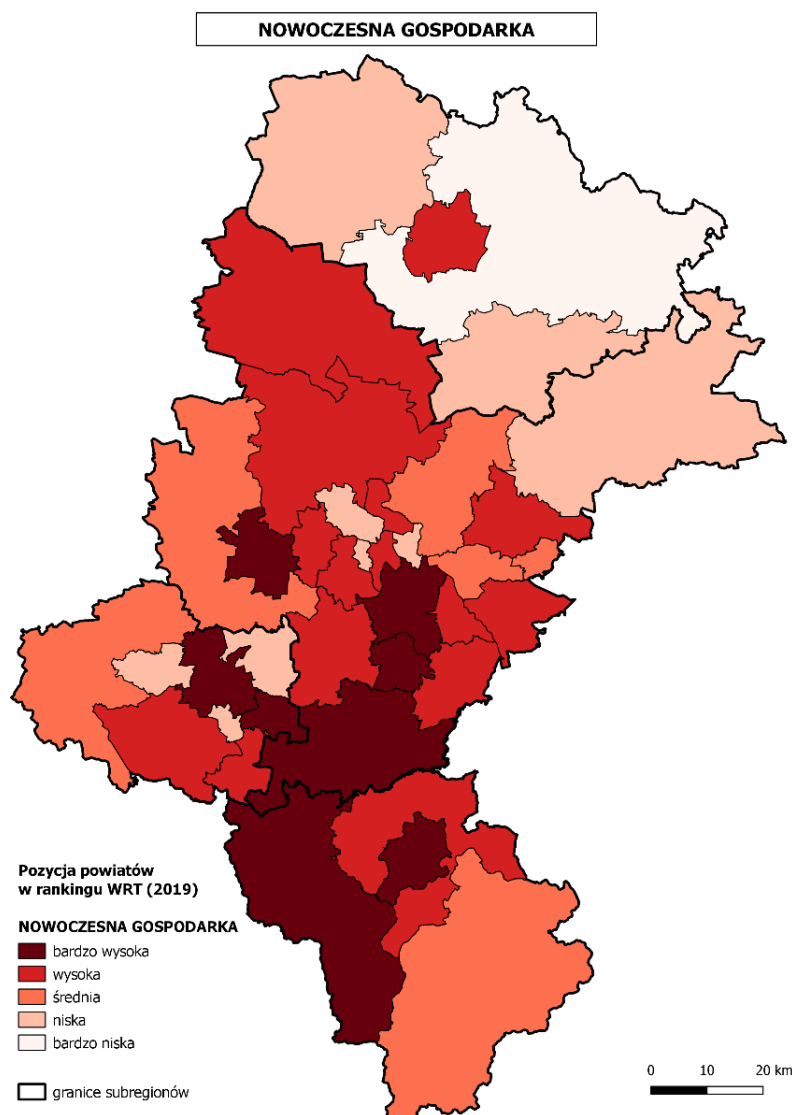 NOWOCZESNA GOSPODARKA
Pozycja powiatów
w rankingu WRT (2019)
NOWOCZESNA GOSPODARKA
bardzo wysoka
wysoka
średnia
niska
bardzo niska
granice subregionów
0 10 20 km